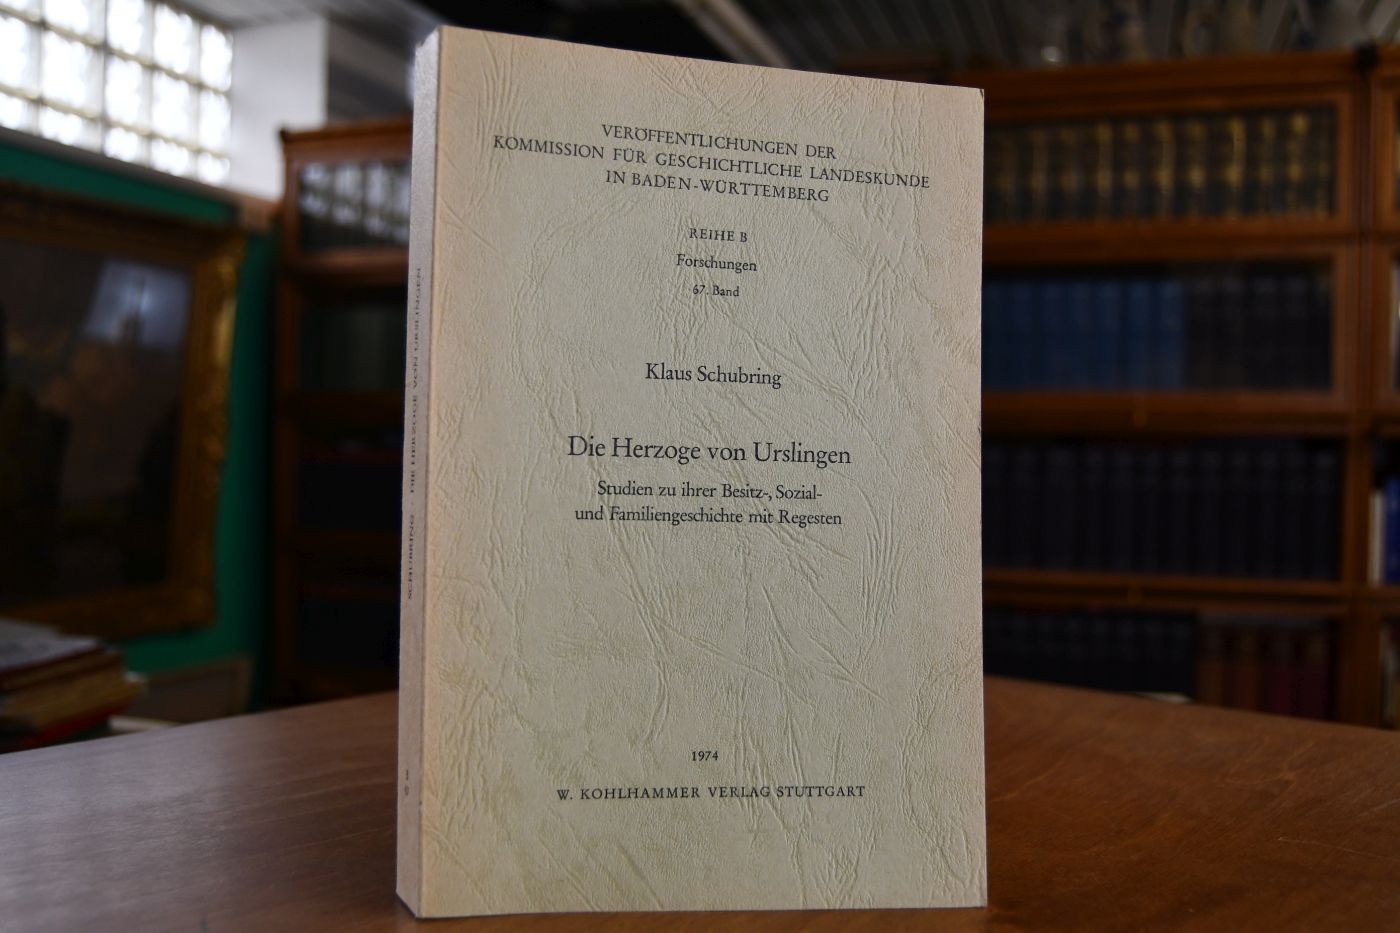 VERÖFFENTLICHUNGEN DER
KOMMISSION FÜR GESCHICHTLICHE LANDESKUNDE
IN BADEN-WÜRTTEMBERG
REIHE B
Forschungen
67. Band
Klaus Schubring
Die Herzoge von Urslingen
Studien zu ihrer Besitz-, Sozial-
und Familiengeschichte mit Regesten
1974
W. KOHLHAMMER VERLAG STUTTGART
SCHUBRING DIE HERZOGE VON URSLINGEN